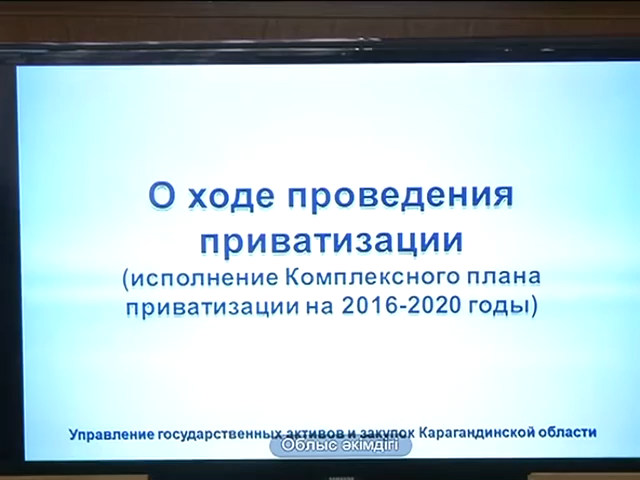 О ходе проведения
приватизации
(исполнение Комплексного плана
приватизации на 2016-2020 годы)
Управление государственных активов и закупок Карагандинской области
Облыс әкімдігі